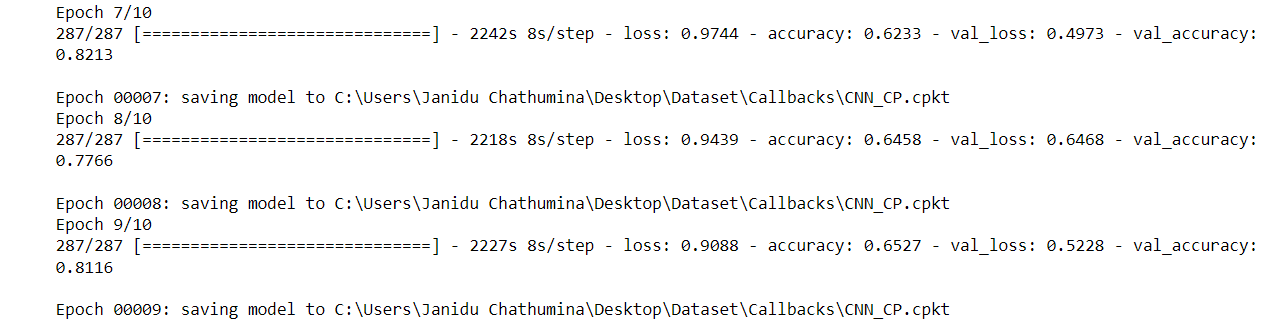 Epoch 7/10
287/287 [==============================] - 2242s 8s/step - loss: 0.9744 - accuracy: 0.6233 - val_loss: 0.4973 - val_accuracy:
0.8213
Epoch 00007: saving model to C:\Users\Janidu Chathumina\Desktop\Dataset\Callbacks\CNN_CP.cpkt
Epoch 8/10
287/287 [==============================] - 2218s 8s/step - loss: 0.9439 - accuracy: 0.6458 - val_loss: 0.6468 - val_accuracy:
0.7766
Epoch 00008: saving model to C:\Users\Janidu Chathumina\Desktop\Dataset\Callbacks\CNN_CP.cpkt
Epoch 9/10
287/287 [==============================] - 2227s 8s/step - loss: 0.9088 - accuracy: 0.6527 - val_loss: 0.5228 - val_accuracy:
0.8116
Epoch 00009: saving model to C:\Users\Janidu Chathumina\Desktop\Dataset\Callbacks\CNN_CP.cpkt